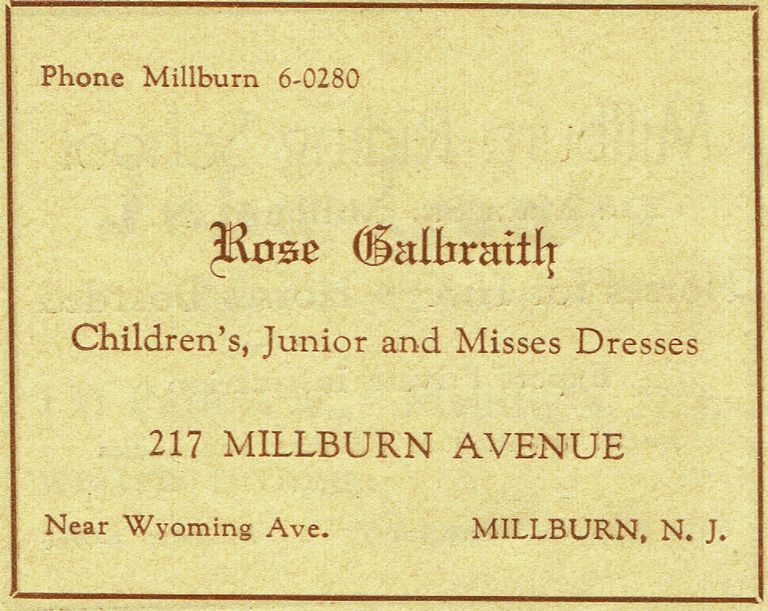 Phone Millburn 6-0280
Rose Galbraith
Children's, Junior and Misses Dresses
217 MILLBURN AVENUE
Near Wyoming Ave. MILLBURN, N. J.